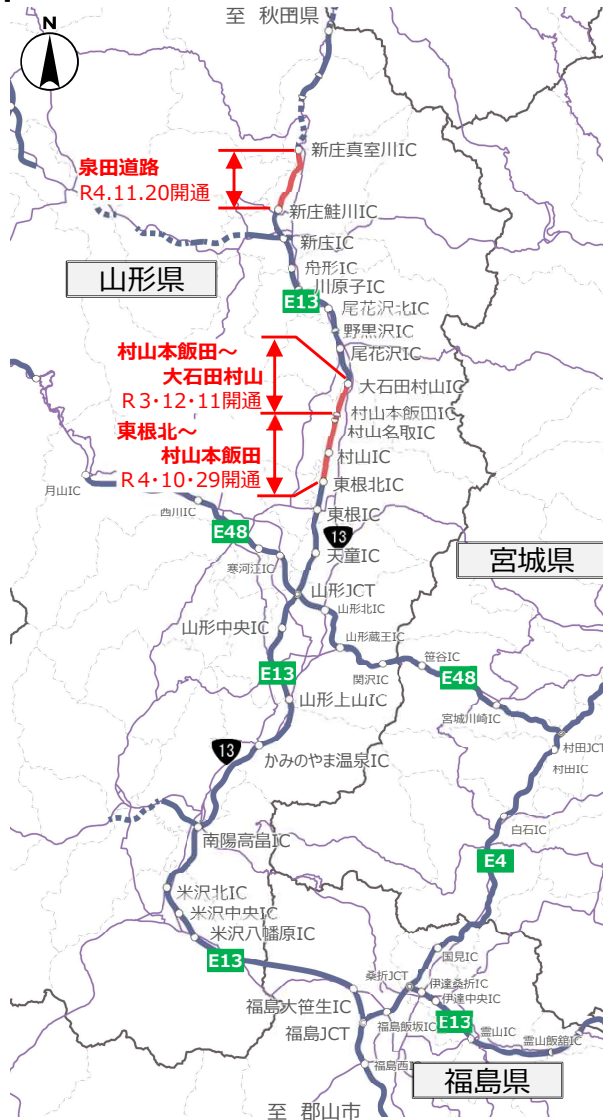 至 秋田県
N
新庄真室川IC
泉田道路
R4.11.20開通
新庄鮭川IC
新庄IC
山形県
舟形IC
川原子IC
E13
尾花沢北IC
野黒沢IC
尾花沢IC
村山本飯田~
大石田村山
R3・12・11開通
大石田村山IC
村山本飯田IC
村山名取IC
東根北~
村山本飯田
R4・10・29開通
村山IC
東根北IC
月山IC
西川IC
東根IC
E48
13
天童IC
宮城県
寒河江IC
山形JCT
山形北IC
山形中央IC
山形蔵王IC
笹谷IC
関沢IC
E13
E48
山形上山IC
宮城川崎IC
13
村田JCT
かみのやま温泉IC
村田IC
白石IC
南陽高畠IC
E4
米沢北IC
米沢中央IC
米沢八幡原IC
国見IC
E13
桑折JCT
伊達桑折IC
伊達中央IC
福島大笹生IC
福島飯坂IC
E13
福島JCT
霊山IC
霊山飯舘IC
福島西IC
福島県
至 郡山市